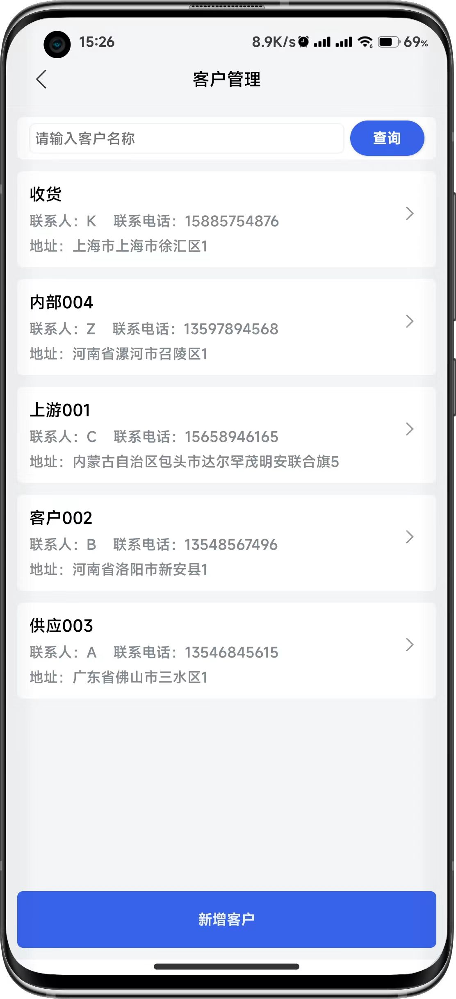 15:26 8.9K/s 6 69%
客户管理
请输入客户名称 查询
收货
联系人：K 联系电话：15885754876
地址：上海市上海市徐汇区1
内部004
联系人：Z 联系电话：13597894568
地址：河南省漯河市召陵区1
上游001
联系人：C 联系电话：15658946165
地址：内蒙古自治区包头市达尔罕茂明安联合旗5
客户002
联系人：B 联系电话：13548567496
地址：河南省洛阳市新安县1
供应003
联系人：A 联系电话：13546845615
地址：广东省佛山市三水区1
新增客户